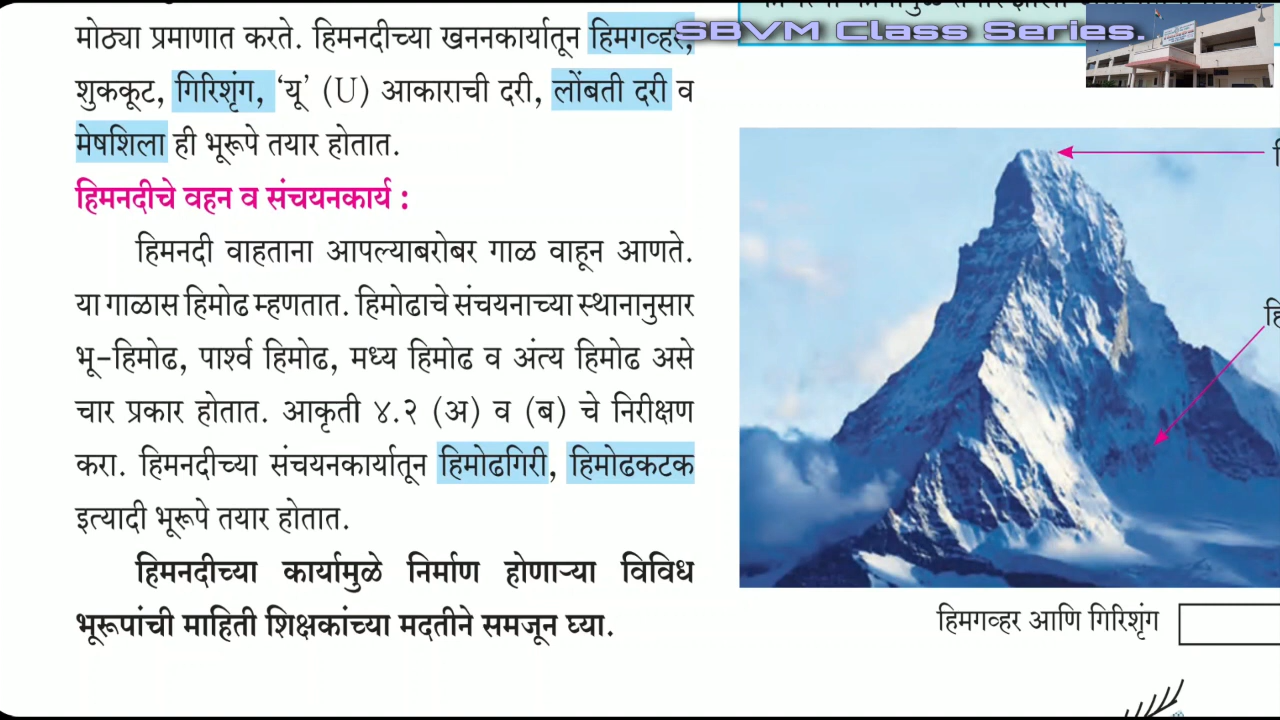 मोठ्या प्रमाणात करते. हिमनदीच्या खननकार्यातून हिमगव्हर,
शुककूट, गिरिशृंग, ‘यू’ (U) आकाराची दरी, लोंबती दरी व
मेषशिला ही भूरूपे तयार होतात.
हिमनदीचे वहन व संचयनकार्य :
हिमनदी वाहताना आपल्याबरोबर गाळ वाहून आणते.
या गाळास हिमोढ म्हणतात. हिमोढाचे संचयनाच्या स्थानानुसार
भू-हिमोढ, पार्श्व हिमोढ, मध्य हिमोढ व अंत्य हिमोढ असे
चार प्रकार होतात. आकृती ४.२ (अ) व (ब) चे निरीक्षण
करा. हिमनदीच्या संचयनकार्यातून हिमोढगिरी, हिमोढकटक
इत्यादी भूरूपे तयार होतात.
हिमनदीच्या कार्यामुळे निर्माण होणाऱ्या विविध
भूरूपांची माहिती शिक्षकांच्या मदतीने समजून घ्या.
SBVM Class Series.
हिमगव्हर आणि गिरिशृंग